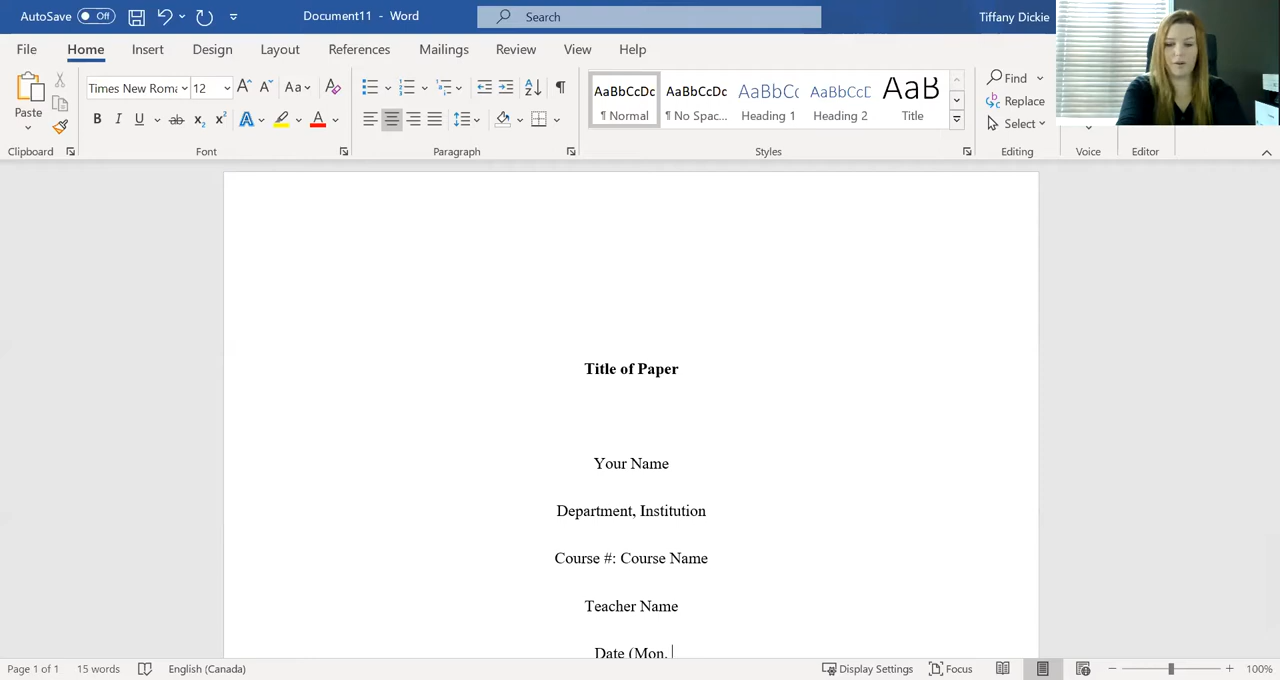 AutoSave Off Document11 - Word Search Tiffany Dickie
File Home Insert Design Layout References Mailings Review View Help
Paste Times New Roma 12 Aa AaBbCcDc AaBbCcDc AaBbCc AaBbCcD AaB Find
¶ Normal ¶ No Spac... Heading 1 Heading 2 Title Replace
Select
Clipboard Font Paragraph Styles Editing Voice Editor
Title of Paper
Your Name
Department, Institution
Course #: Course Name
Teacher Name
Date (Mon.
Page 1 of 1 15 words English (Canada) Display Settings Focus 100%